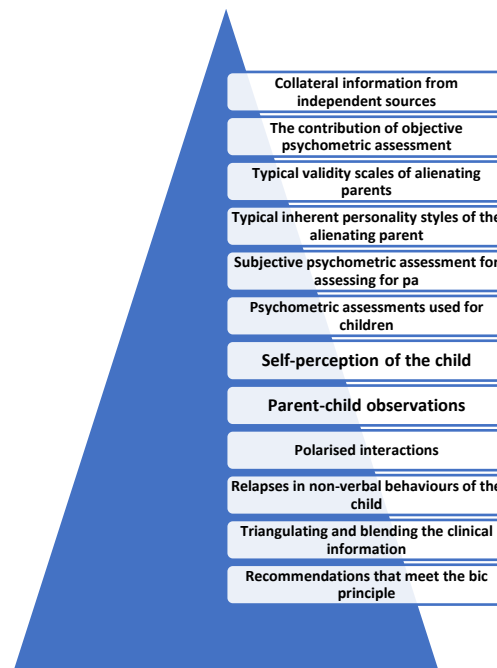 Collateral information from
independent sources
The contribution of objective
psychometric assessment
Typical validity scales of alienating
parents
Typical inherent personality styles of the
alienating parent
Subjective psychometric assessment for
assessing for pa
Psychometric assessments used for
children
Self-perception of the child
Parent-child observations
Polarised interactions
Relapses in non-verbal behaviours of the
child
Triangulating and blending the clinical
information
Recommendations that meet the bic
principle